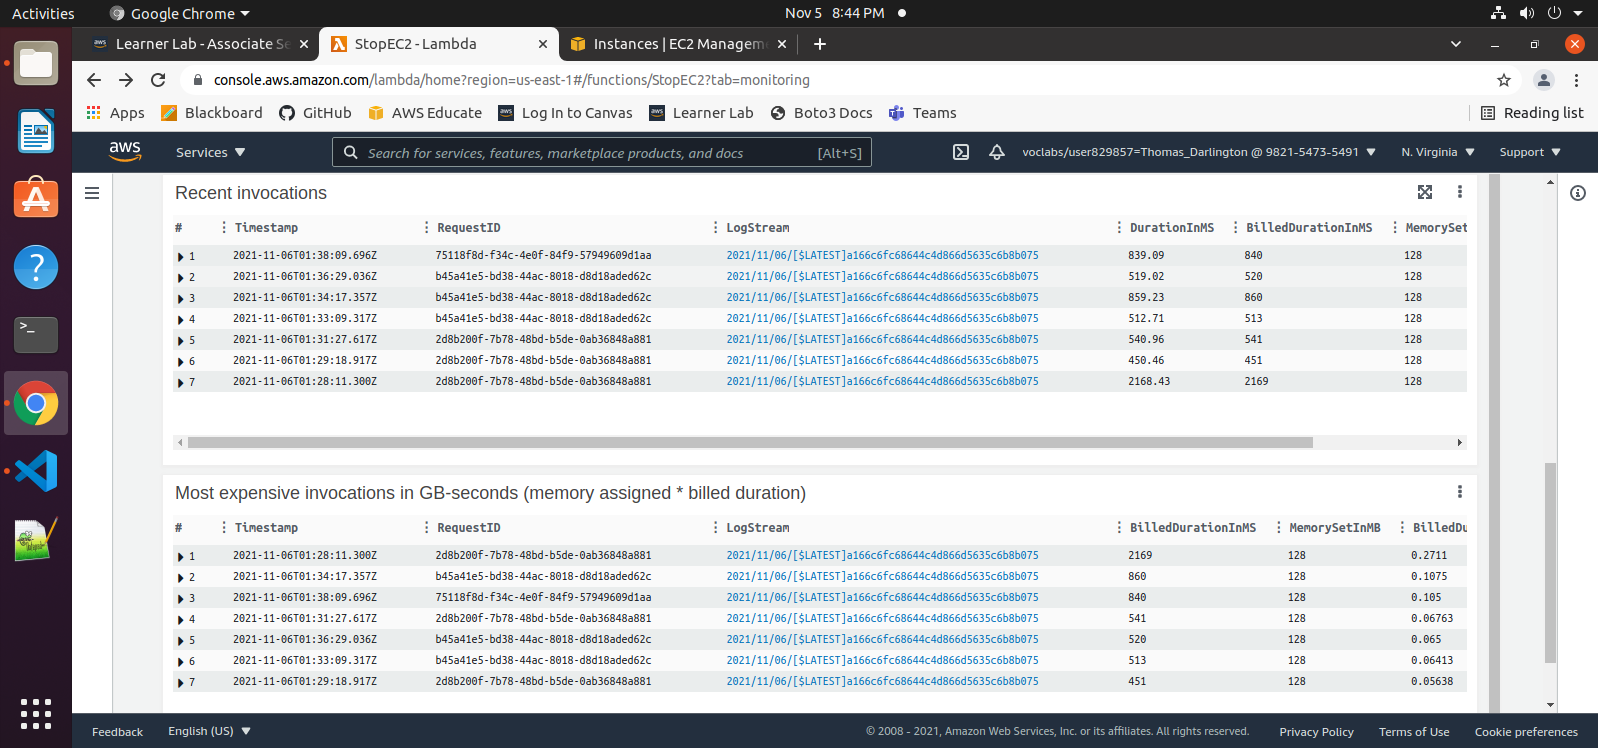 Activities Google Chrome Nov 5 8:44 PM
Learner Lab - Associate Se StopEC2 - Lambda Instances | EC2 Managem
console.aws.amazon.com/lambda/home?region=us-east-1#/functions/StopEC2?tab=monitoring
Apps Blackboard GitHub AWS Educate Log In to Canvas Learner Lab Boto3 Docs Teams Reading list
aws Services Search for services, features, marketplace products, and docs [Alt+S] voclabs/user829857=Thomas_Darlington @ 9821-5473-5491 N. Virginia Support
Recent invocations
# Timestamp RequestID LogStream DurationInMS BilledDurationInMS MemorySet
1 2021-11-06T01:38:09.696Z 75118f8d-f34c-4e0f-84f9-57949609d1aa 2021/11/06/[$LATEST]a166c6fc68644c4d866d5635c6b8b075 839.09 840 128
2 2021-11-06T01:36:29.036Z b45a41e5-bd38-44ac-8018-d8d18aded62c 2021/11/06/[$LATEST]a166c6fc68644c4d866d5635c6b8b075 519.02 520 128
3 2021-11-06T01:34:17.357Z b45a41e5-bd38-44ac-8018-d8d18aded62c 2021/11/06/[$LATEST]a166c6fc68644c4d866d5635c6b8b075 859.23 860 128
4 2021-11-06T01:33:09.317Z b45a41e5-bd38-44ac-8018-d8d18aded62c 2021/11/06/[$LATEST]a166c6fc68644c4d866d5635c6b8b075 512.71 513 128
5 2021-11-06T01:31:27.617Z 2d8b200f-7b78-48bd-b5de-0ab36848a881 2021/11/06/[$LATEST]a166c6fc68644c4d866d5635c6b8b075 540.96 541 128
6 2021-11-06T01:29:18.917Z 2d8b200f-7b78-48bd-b5de-0ab36848a881 2021/11/06/[$LATEST]a166c6fc68644c4d866d5635c6b8b075 450.46 451 128
7 2021-11-06T01:28:11.300Z 2d8b200f-7b78-48bd-b5de-0ab36848a881 2021/11/06/[$LATEST]a166c6fc68644c4d866d5635c6b8b075 2168.43 2169 128
Most expensive invocations in GB-seconds (memory assigned * billed duration)
# Timestamp RequestID LogStream BilledDurationInMS MemorySetInMB BilledDu
1 2021-11-06T01:28:11.300Z 2d8b200f-7b78-48bd-b5de-0ab36848a881 2021/11/06/[$LATEST]a166c6fc68644c4d866d5635c6b8b075 2169 128 0.2711
2 2021-11-06T01:34:17.357Z b45a41e5-bd38-44ac-8018-d8d18aded62c 2021/11/06/[$LATEST]a166c6fc68644c4d866d5635c6b8b075 860 128 0.1075
3 2021-11-06T01:38:09.696Z 75118f8d-f34c-4e0f-84f9-57949609d1aa 2021/11/06/[$LATEST]a166c6fc68644c4d866d5635c6b8b075 840 128 0.105
4 2021-11-06T01:31:27.617Z 2d8b200f-7b78-48bd-b5de-0ab36848a881 2021/11/06/[$LATEST]a166c6fc68644c4d866d5635c6b8b075 541 128 0.06763
5 2021-11-06T01:36:29.036Z b45a41e5-bd38-44ac-8018-d8d18aded62c 2021/11/06/[$LATEST]a166c6fc68644c4d866d5635c6b8b075 520 128 0.065
6 2021-11-06T01:33:09.317Z b45a41e5-bd38-44ac-8018-d8d18aded62c 2021/11/06/[$LATEST]a166c6fc68644c4d866d5635c6b8b075 513 128 0.06413
7 2021-11-06T01:29:18.917Z 2d8b200f-7b78-48bd-b5de-0ab36848a881 2021/11/06/[$LATEST]a166c6fc68644c4d866d5635c6b8b075 451 128 0.05638
Feedback English (US) © 2008 - 2021, Amazon Web Services, Inc. or its affiliates. All rights reserved. Privacy Policy Terms of Use Cookie preferences